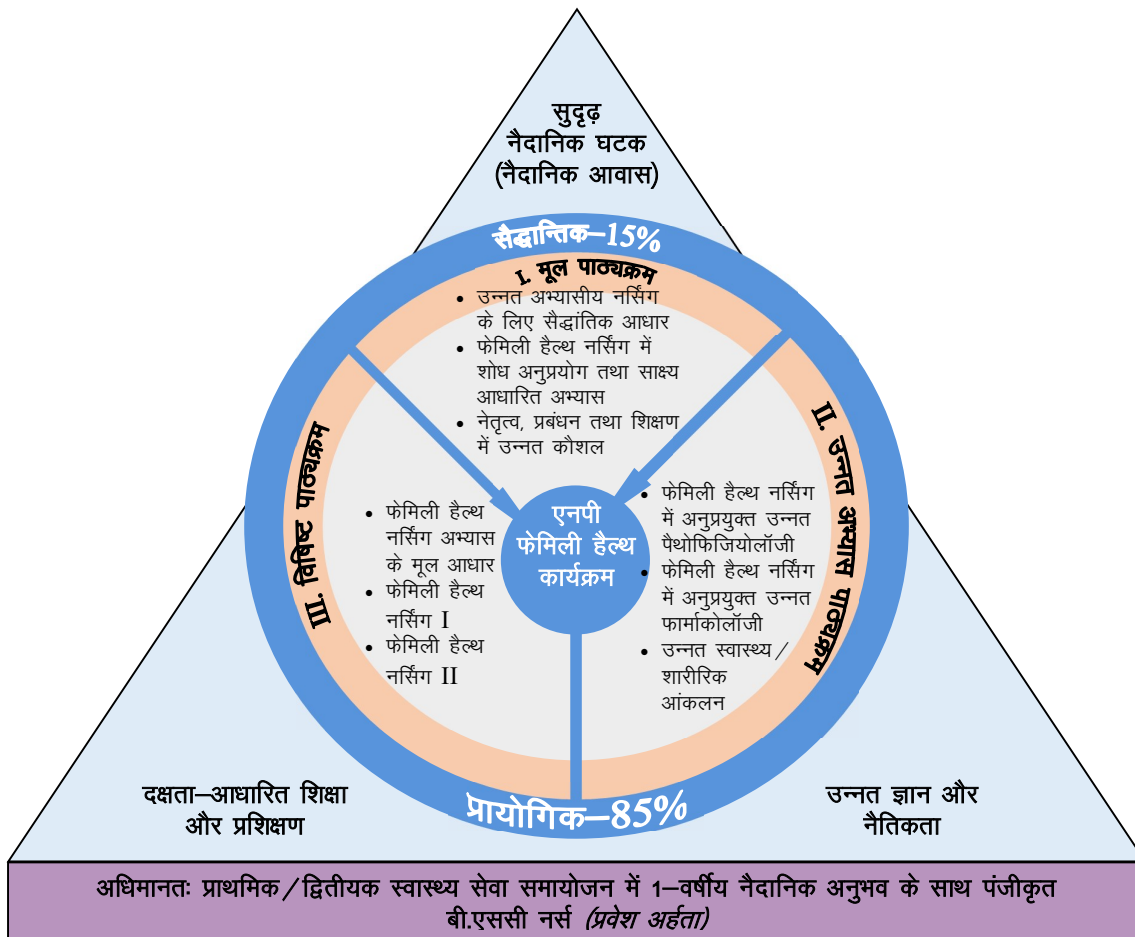 सुदृढ़
नैदानिक घटक
(नैदानिक आवास)
सैद्धान्तिक–15%
I. मूल पाठ्यक्रम
• उन्नत अभ्यासीय नर्सिंग
के लिए सैद्धांतिक आधार
• फेमिली हैल्थ नर्सिंग में
शोध अनुप्रयोग तथा साक्ष्य
आधारित अभ्यास
• नेतृत्व, प्रबंधन तथा शिक्षण
में उन्नत कौशल
II. उन्नत अभ्यास पाठ्यक्रम
• फेमिली हैल्थ नर्सिंग
में अनुप्रयुक्त उन्नत
पैथोफिजियोलॉजी
• फेमिली हैल्थ नर्सिंग
में अनुप्रयुक्त उन्नत
फार्माकोलॉजी
• उन्नत स्वास्थ्य/
शारीरिक
आंकलन
III. विषिष्ट पाठ्यक्रम
• फेमिली हैल्थ
नर्सिंग अभ्यास
के मूल आधार
• फेमिली हैल्थ
नर्सिंग I
• फेमिली हैल्थ
नर्सिंग II
एनपी
फेमिली हैल्थ
कार्यक्रम
प्रायोगिक–85%
दक्षता–आधारित शिक्षा
और प्रशिक्षण
उन्नत ज्ञान और
नैतिकता
अधिमानतः प्राथमिक/द्वितीयक स्वास्थ्य सेवा समायोजन में 1–वर्षीय नैदानिक अनुभव के साथ पंजीकृत
बी.एससी नर्स (प्रवेश अर्हता)